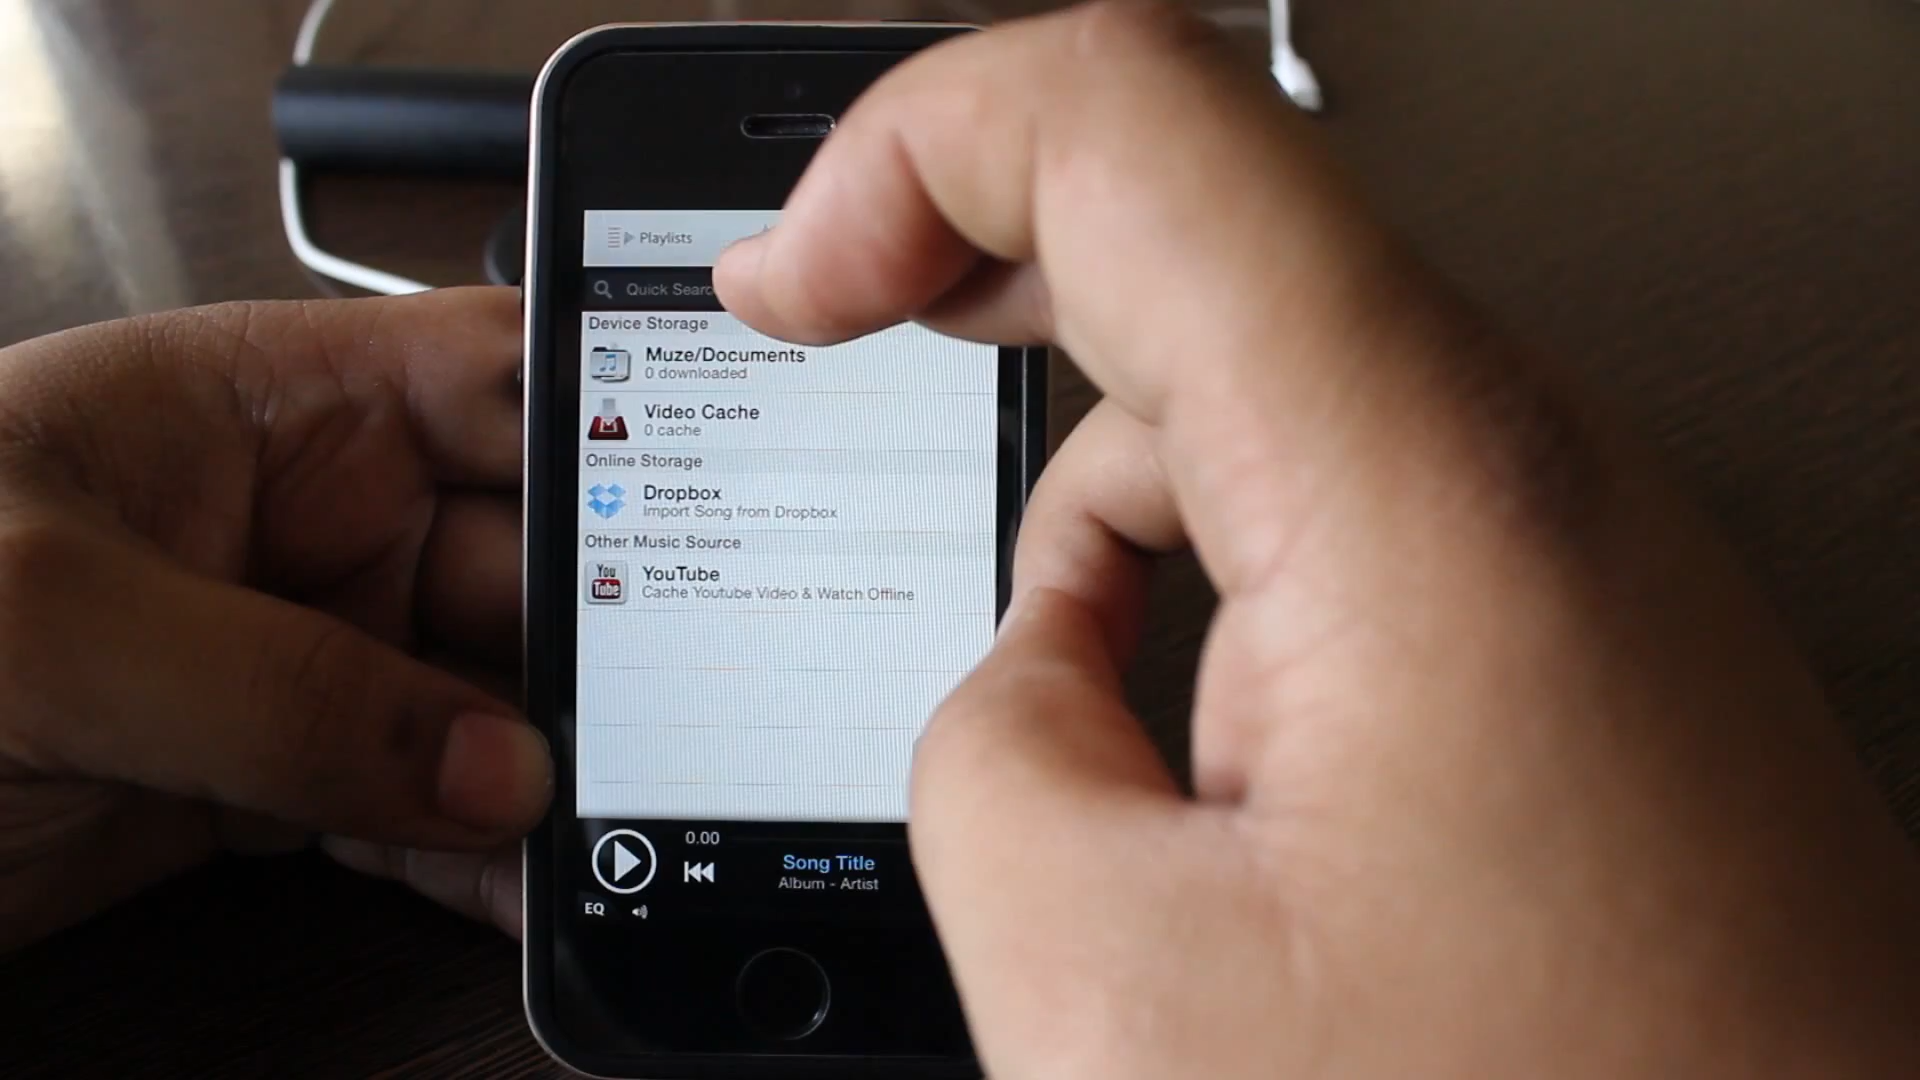 Playlists
Quick Searc
Device Storage
Muze/Documents
0 downloaded
Video Cache
0 cache
Online Storage
Dropbox
Import Song from Dropbox
Other Music Source
You
Tube
YouTube
Cache Youtube Video & Watch Offline
0.00
Song Title
Album - Artist
EQ